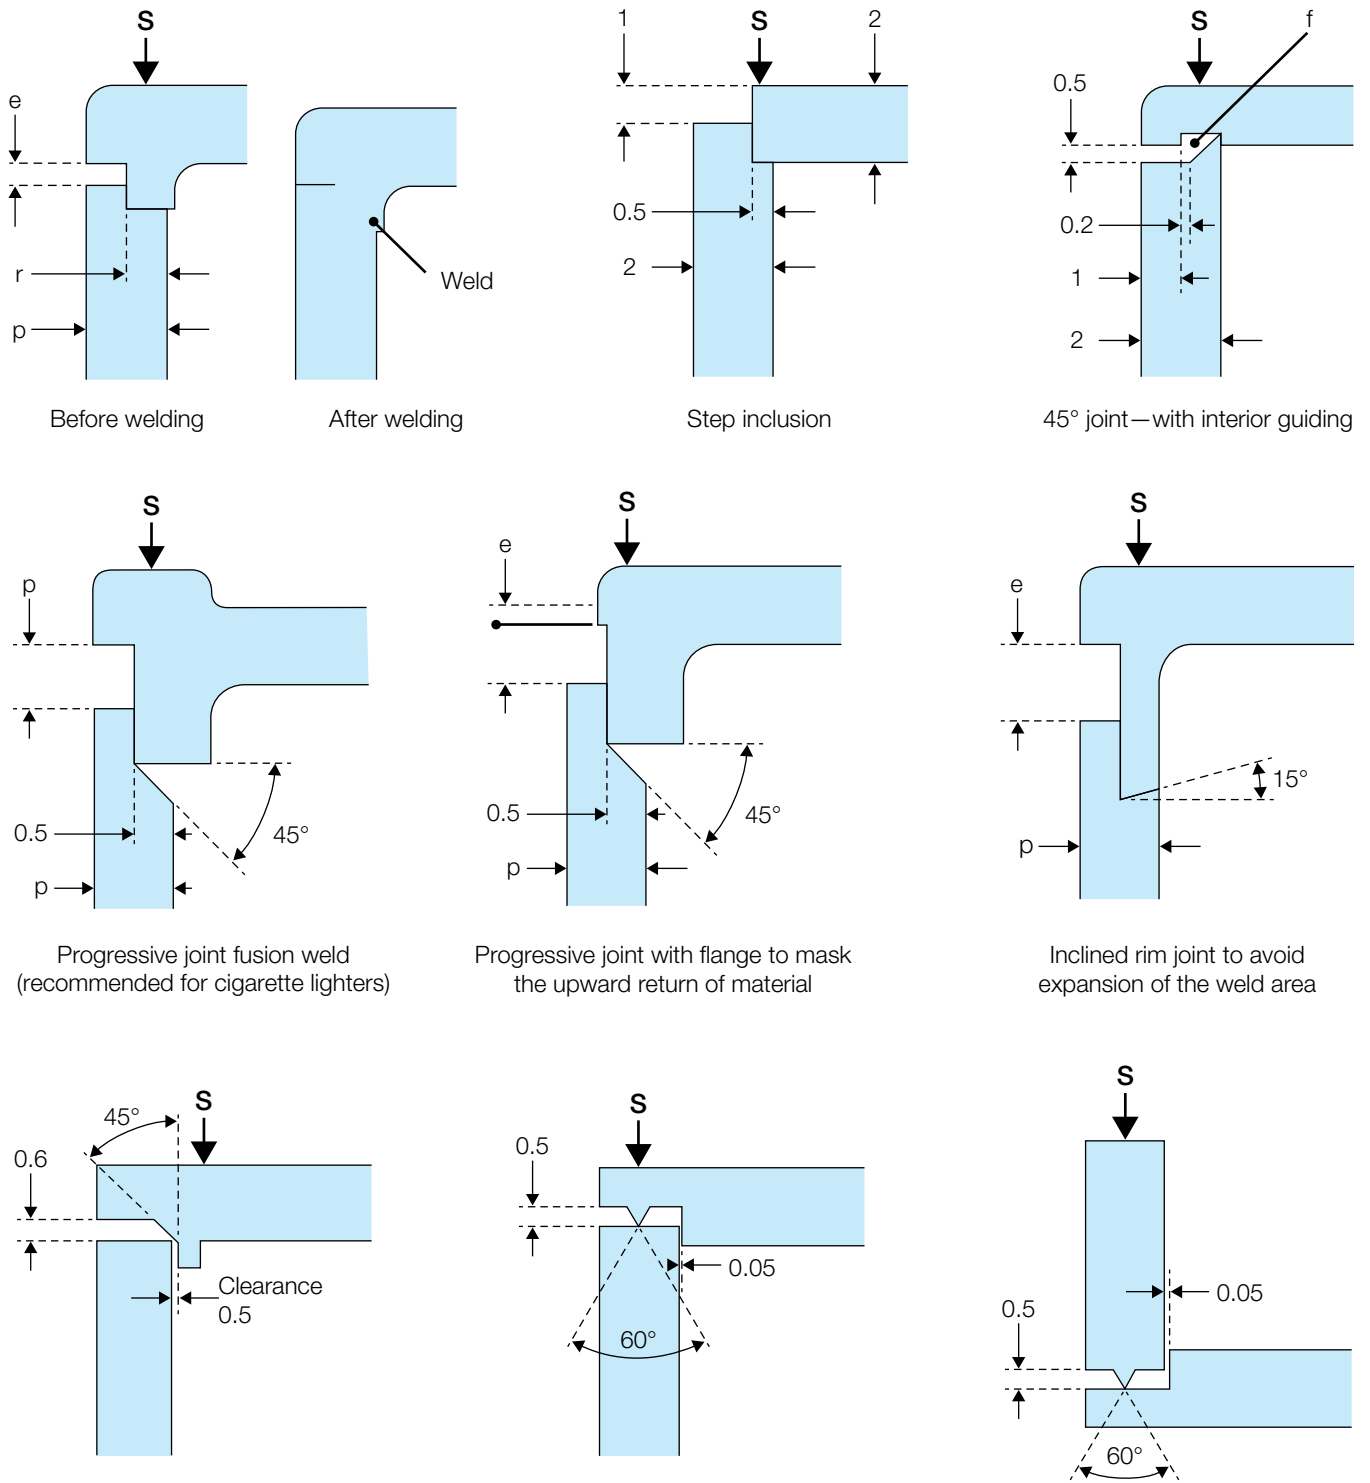 S
e
r
p
Weld
Before welding
After welding
1
S
2
0.5
2
Step inclusion
S
f
0.5
0.2
1
2
45° joint—with interior guiding
S
p
0.5
45°
p
Progressive joint fusion weld
(recommended for cigarette lighters)
S
e
0.5
45°
p
Progressive joint with flange to mask
the upward return of material
S
e
15°
p
Inclined rim joint to avoid
expansion of the weld area
S
45°
0.6
Clearance
0.5
S
0.5
0.05
60°
S
0.05
0.5
60°